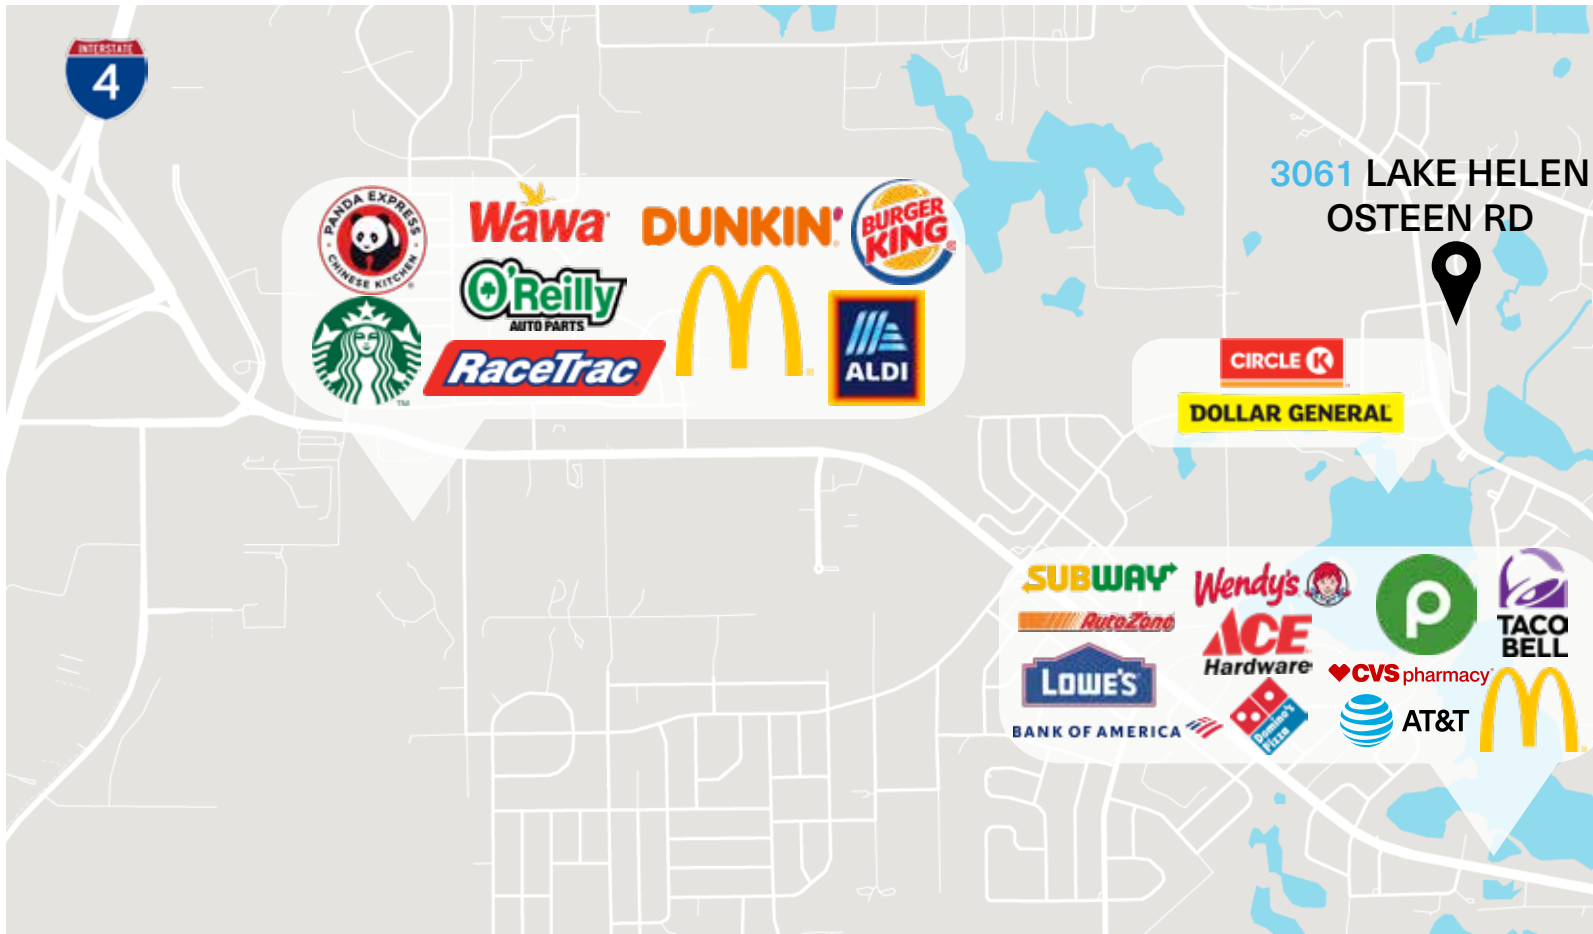 INTERSTATE
4
3061 LAKE HELEN
OSTEEN RD
PANDA EXPRESS
CHINESE KITCHEN
Wawa
DUNKIN'
BURGER
KING
O'Reilly
AUTO PARTS
RaceTrac
ALDI
TM
CIRCLE K
DOLLAR GENERAL
SUBWAY
Wendy's
AutoZone
ACE
Hardware
LOWE'S
TACO
BELL
CVS pharmacy
BANK OF AMERICA
Domino's
Pizza
AT&T